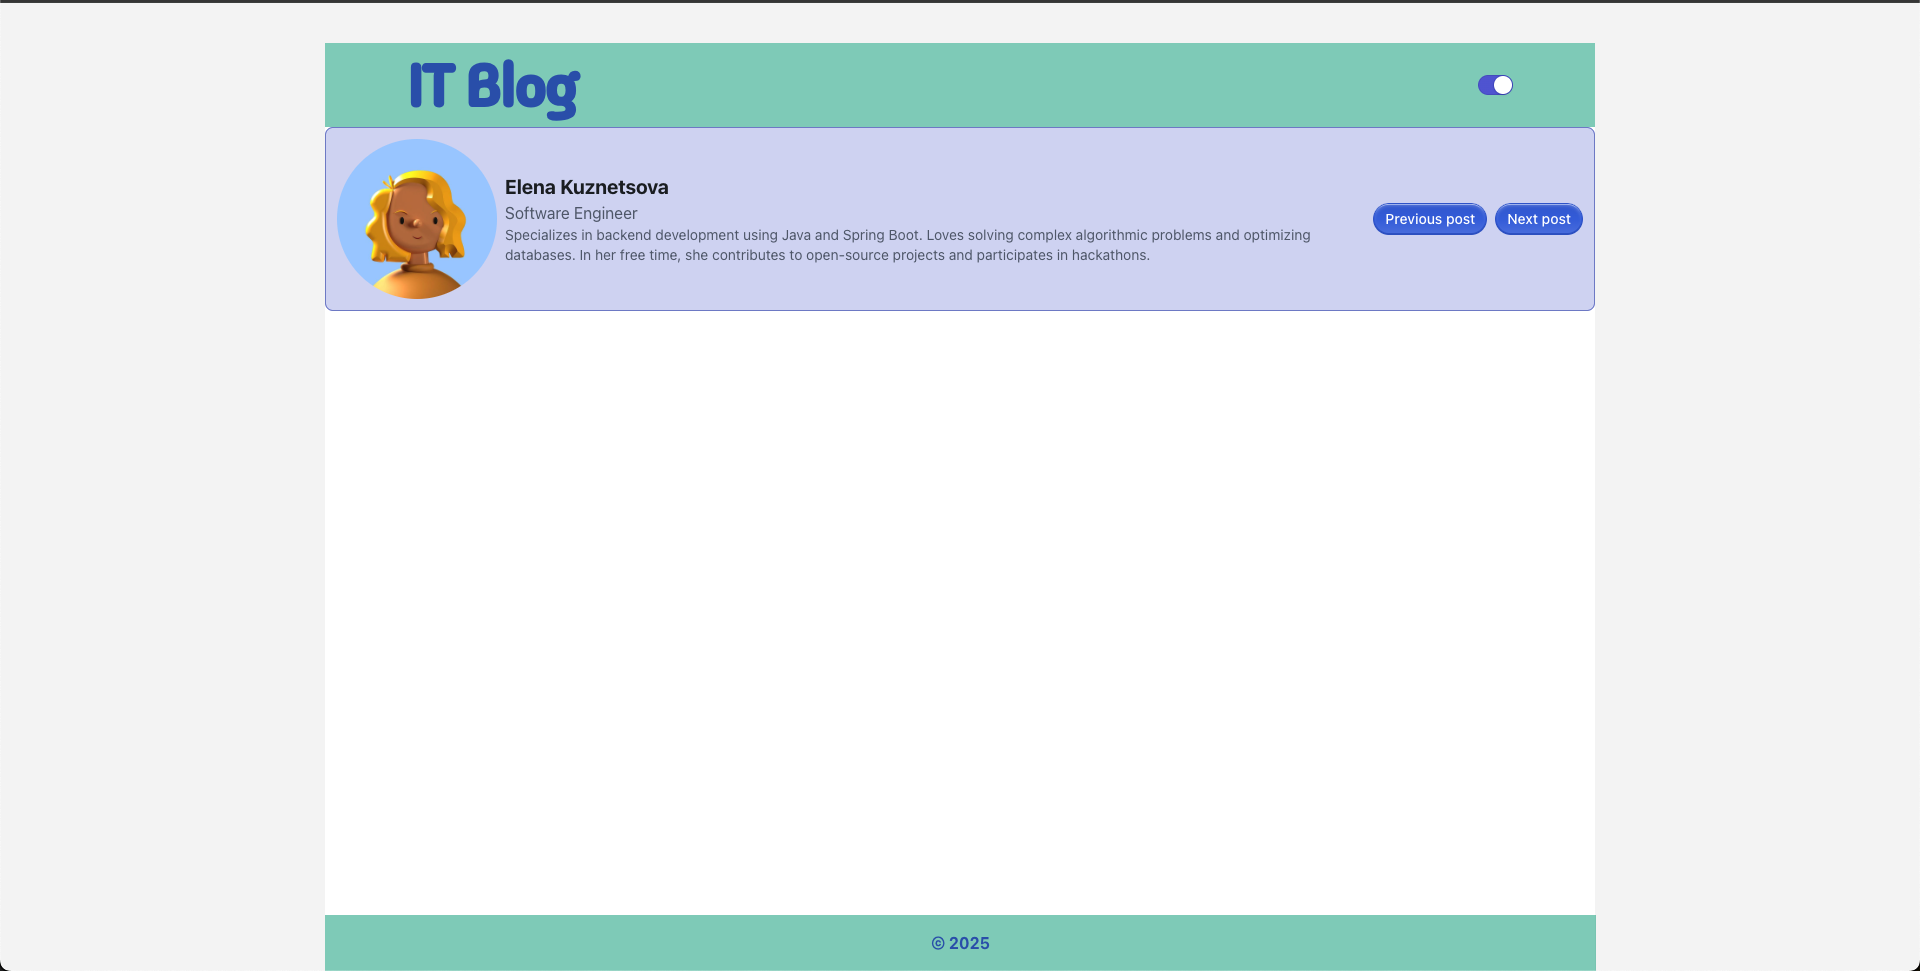 IT Blog
Elena Kuznetsova
Software Engineer
Specializes in backend development using Java and Spring Boot. Loves solving complex algorithmic problems and optimizing
databases. In her free time, she contributes to open-source projects and participates in hackathons.
Previous post
Next post
© 2025